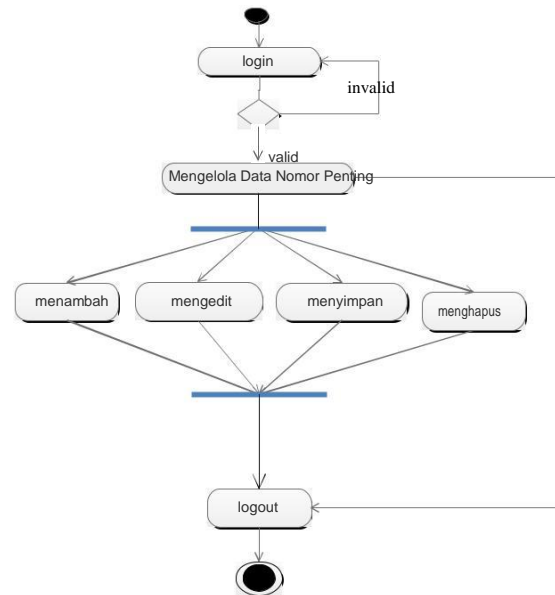 login
invalid
valid
Mengelola Data Nomor Penting
menambah
mengedit
menyimpan
menghapus
logout